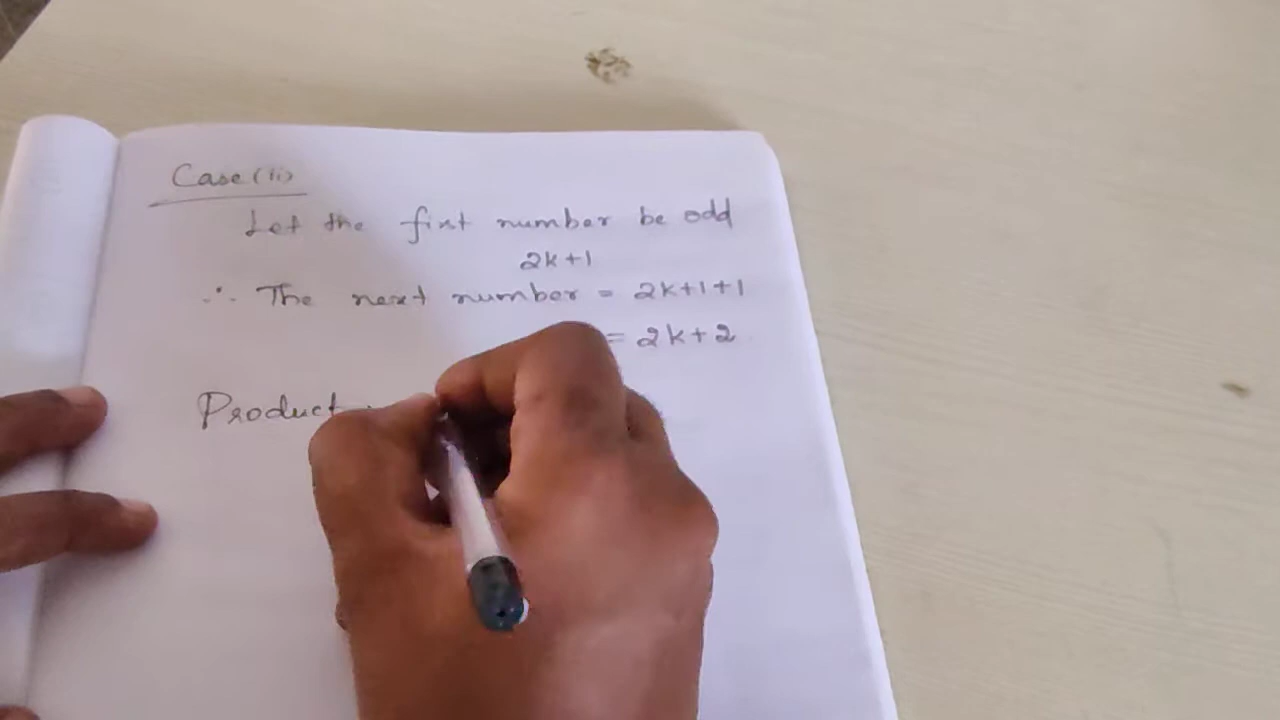 Case (ii)
Let the first number be odd
2k+1
∴ The next number = 2k+1+1
= 2k+2
Product